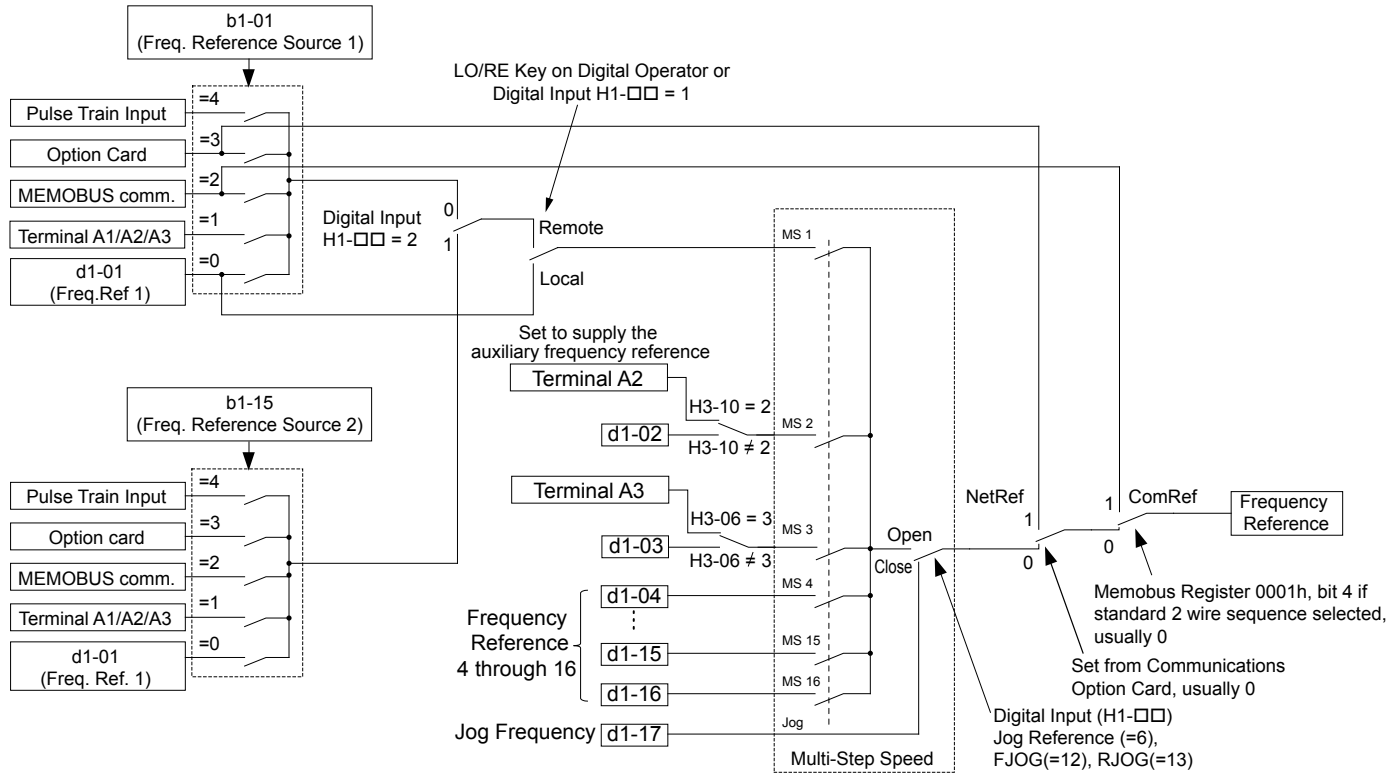 b1-01
(Freq. Reference Source 1)
LO/RE Key on Digital Operator or
Digital Input H1-□□ = 1
=4
Pulse Train Input
=3
Option Card
=2
MEMOBUS comm.
=1
Terminal A1/A2/A3
=0
d1-01
(Freq.Ref 1)
Digital Input
H1-□□ = 2
0
1
Remote
Local
MS 1
Set to supply the
auxiliary frequency reference
Terminal A2
H3-10 = 2
d1-02
H3-10 ≠ 2
MS 2
b1-15
(Freq. Reference Source 2)
=4
Pulse Train Input
=3
Option card
=2
MEMOBUS comm.
=1
Terminal A1/A2/A3
=0
d1-01
(Freq. Ref. 1)
Terminal A3
H3-06 = 3
d1-03
H3-06 ≠ 3
MS 3
Frequency
Reference
4 through 16
d1-04
MS 4
d1-15
MS 15
d1-16
MS 16
Jog Frequency
d1-17
Jog
Multi-Step Speed
Open
Close
NetRef
1
0
ComRef
1
0
Frequency
Reference
Memobus Register 0001h, bit 4 if
standard 2 wire sequence selected,
usually 0
Set from Communications
Option Card, usually 0
Digital Input (H1-□□)
Jog Reference (=6),
FJOG(=12), RJOG(=13)